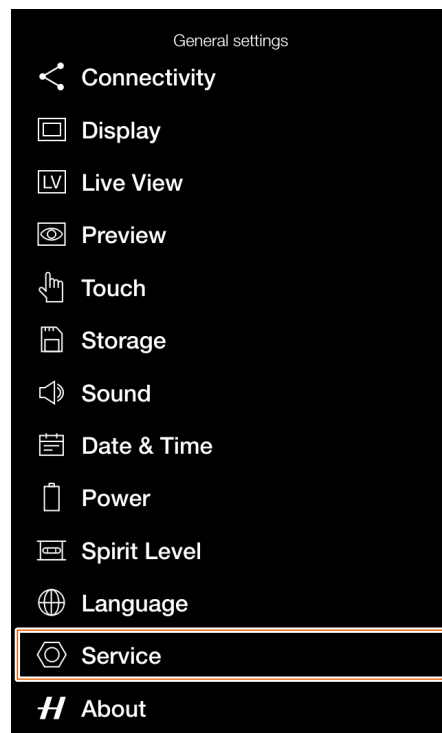 General settings
Connectivity
Display
LV Live View
Preview
Touch
Storage
Sound
Date & Time
Power
Spirit Level
Language
Service
H About